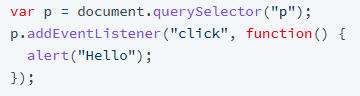 var p = document.querySelector("p");
p.addEventListener("click", function() {
  alert("Hello");
});